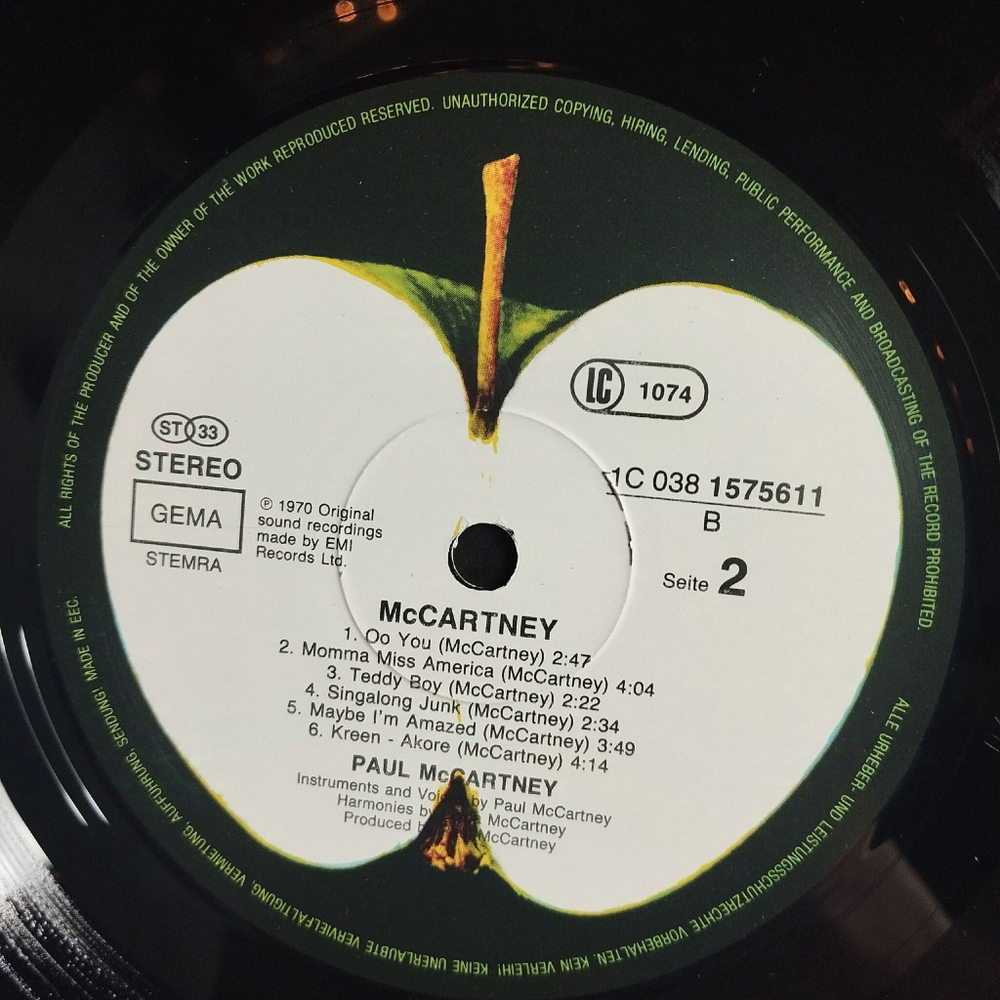 ALL RIGHTS OF THE PRODUCER AND OF THE OWNER OF THE WORK REPRODUCED RESERVED. UNAUTHORIZED COPYING, HIRING, LENDING, PUBLIC PERFORMANCE AND BROADCASTING OF THE RECORD PROHIBITED.
LC 1074
ST 33
STEREO
GEMA
STEMRA
℗ 1970 Original
sound recordings
made by EMI
Records Ltd.
1C 038 1575611
B
Seite 2
McCARTNEY
1. Oo You (McCartney) 2:47
2. Momma Miss America (McCartney) 4:04
3. Teddy Boy (McCartney) 2:22
4. Singalong Junk (McCartney) 2:34
5. Maybe I'm Amazed (McCartney) 3:49
6. Kreen - Akore (McCartney) 4:14
PAUL McCARTNEY
Instruments and by Paul McCartney
Harmonies by McCartney
Produced McCartney
ALLE URHEBER- UND LEISTUNGSSCHUTZRECHTE VORBEHALTEN. KEIN VERLEIH! KEINE UNERLAUBTE VERVIELFÄLTIGUNG, VERMIETUNG, AUFFÜHRUNG, SENDUNG! MADE IN EEC.